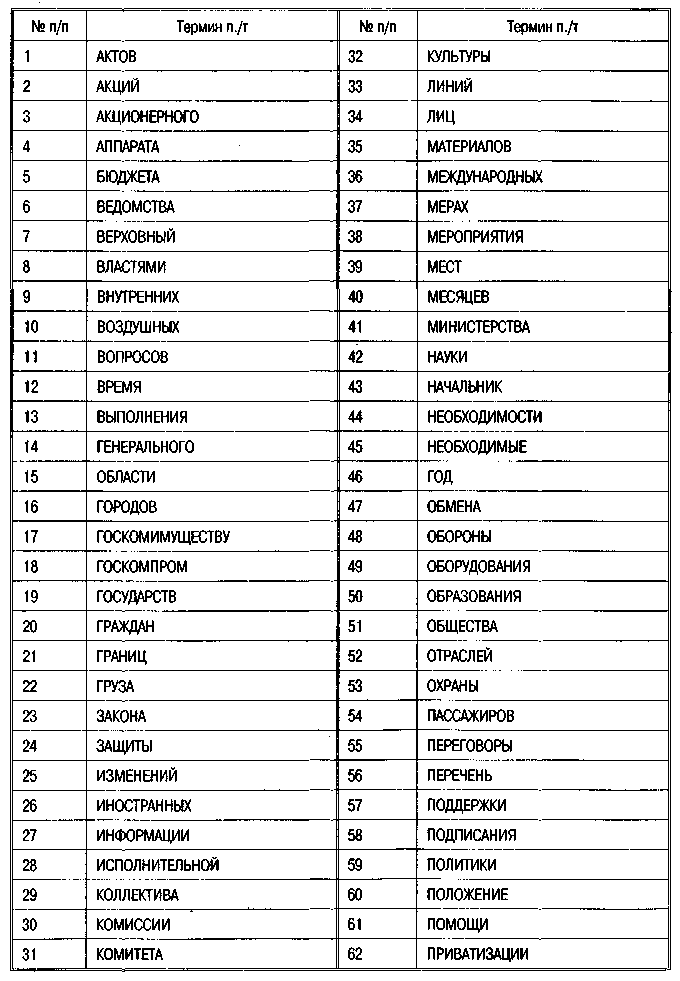 № п/п Термин п./т № п/п Термин п./т
1 АКТОВ 32 КУЛЬТУРЫ
2 АКЦИЙ 33 ЛИНИЙ
3 АКЦИОНЕРНОГО 34 ЛИЦ
4 АППАРАТА 35 МАТЕРИАЛОВ
5 БЮДЖЕТА 36 МЕЖДУНАРОДНЫХ
6 ВЕДОМСТВА 37 МЕРАХ
7 ВЕРХОВНЫЙ 38 МЕРОПРИЯТИЯ
8 ВЛАСТЯМИ 39 МЕСТ
9 ВНУТРЕННИХ 40 МЕСЯЦЕВ
10 ВОЗДУШНЫХ 41 МИНИСТЕРСТВА
11 ВОПРОСОВ 42 НАУКИ
12 ВРЕМЯ 43 НАЧАЛЬНИК
13 ВЫПОЛНЕНИЯ 44 НЕОБХОДИМОСТИ
14 ГЕНЕРАЛЬНОГО 45 НЕОБХОДИМЫЕ
15 ОБЛАСТИ 46 ГОД
16 ГОРОДОВ 47 ОБМЕНА
17 ГОСКОМИМУЩЕСТВУ 48 ОБОРОНЫ
18 ГОСКОМПРОМ 49 ОБОРУДОВАНИЯ
19 ГОСУДАРСТВ 50 ОБРАЗОВАНИЯ
20 ГРАЖДАН 51 ОБЩЕСТВА
21 ГРАНИЦ 52 ОТРАСЛЕЙ
22 ГРУЗА 53 ОХРАНЫ
23 ЗАКОНА 54 ПАССАЖИРОВ
24 ЗАЩИТЫ 55 ПЕРЕГОВОРЫ
25 ИЗМЕНЕНИЙ 56 ПЕРЕЧЕНЬ
26 ИНОСТРАННЫХ 57 ПОДДЕРЖКИ
27 ИНФОРМАЦИИ 58 ПОДПИСАНИЯ
28 ИСПОЛНИТЕЛЬНОЙ 59 ПОЛИТИКИ
29 КОЛЛЕКТИВА 60 ПОЛОЖЕНИЕ
30 КОМИССИИ 61 ПОМОЩИ
31 КОМИТЕТА 62 ПРИВАТИЗАЦИИ